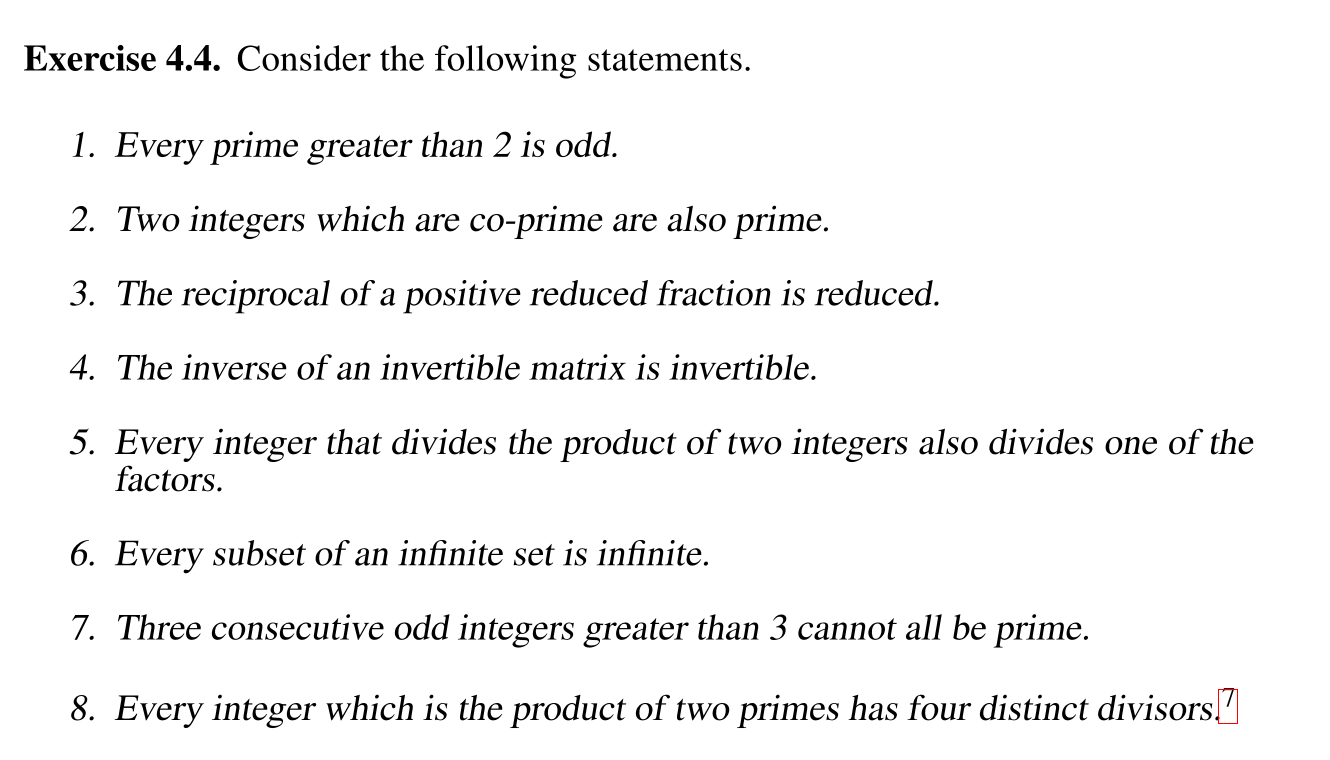 Exercise 4.4. Consider the following statements.
1. Every prime greater than 2 is odd.
2. Two integers which are co-prime are also prime.
3. The reciprocal of a positive reduced fraction is reduced.
4. The inverse of an invertible matrix is invertible.
5. Every integer that divides the product of two integers also divides one of the
factors.
6. Every subset of an infinite set is infinite.
7. Three consecutive odd integers greater than 3 cannot all be prime.
8. Every integer which is the product of two primes has four distinct divisors.7